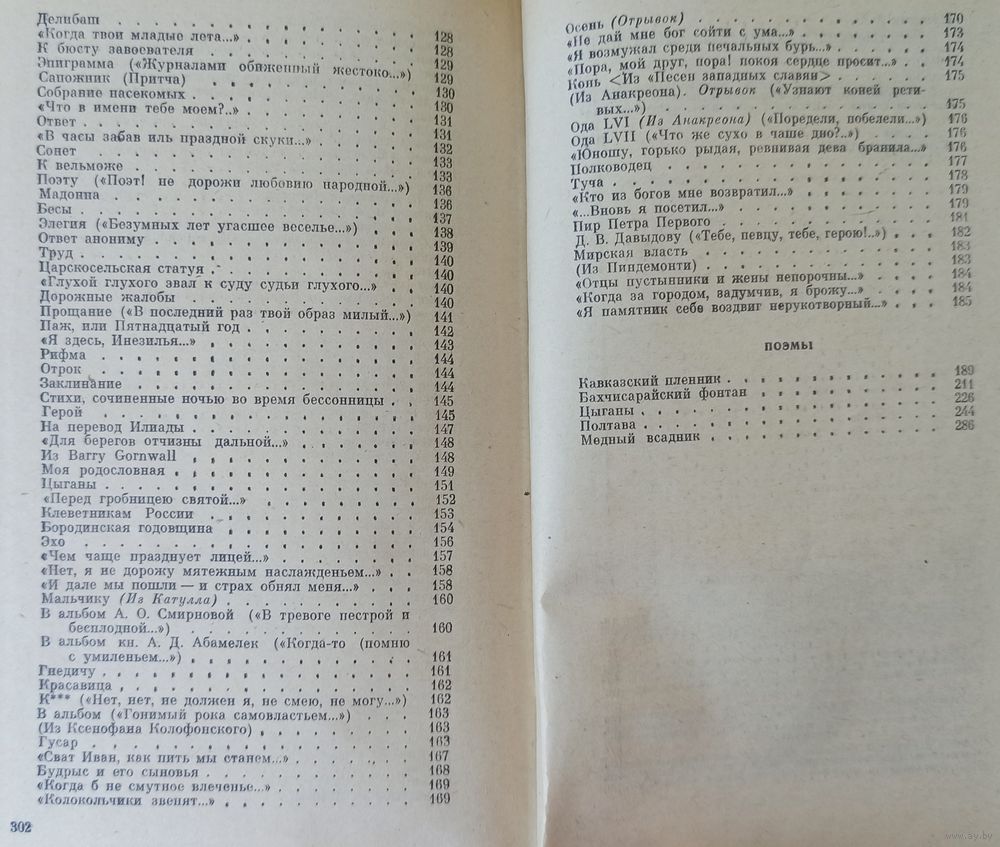 Делибаш . . . . . . . . . . . . 128
«Когда твои младые лета...» . . . . . . 128
К бюсту завоевателя . . . . . . . . 129
Эпиграмма («Журналами обиженный жестоко...») 129
Сапожник (Притча) . . . . . . . . 130
Собрание насекомых . . . . . . . . 130
«Что в имени тебе моем?..» . . . . . . 131
Ответ . . . . . . . . . . . . 131
«В часы забав иль праздной скуки...» . . . . 132
Сонет . . . . . . . . . . . . 133
К вельможе . . . . . . . . . . 133
Поэту («Поэт! не дорожи любовию народной...») 136
Мадонна . . . . . . . . . . . 136
Бесы . . . . . . . . . . . . 137
Элегия («Безумных лет угасшее веселье...») . . . 138
Ответ анониму . . . . . . . . . 139
Труд . . . . . . . . . . . . 140
Царскосельская статуя . . . . . . . 140
«Глухой глухого звал к суду судьи глухого...» . . 140
Дорожные жалобы . . . . . . . . 140
Прощание («В последний раз твой образ милый...») 141
Паж, или Пятнадцатый год . . . . . . 142
«Я здесь, Инезилья...» . . . . . . . 143
Рифма . . . . . . . . . . . . 144
Отрок . . . . . . . . . . . . 144
Заклинание . . . . . . . . . . 144
Стихи, сочиненные ночью во время бессонницы . . 145
Герой . . . . . . . . . . . . 145
На перевод Илиады . . . . . . . . 147
«Для берегов отчизны дальной...» . . . . . 148
Из Barry Gornwall . . . . . . . . 148
Моя родословная . . . . . . . . . 149
Цыганы . . . . . . . . . . . 151
«Перед гробницею святой...» . . . . . . 152
Клеветникам России . . . . . . . . 153
Бородинская годовщина . . . . . . . 154
Эхо . . . . . . . . . . . . 156
«Чем чаще празднует лицей...» . . . . . . 157
«Нет, я не дорожу мятежным наслажденьем...» . . 158
«И дале мы пошли — и страх обнял меня...» . . . 158
Мальчику (Из Катулла) . . . . . . . 160
В альбом А. О. Смирновой («В тревоге пестрой и
бесплодной...») . . . . . . . . 160
В альбом кн. А. Д. Абамелек («Когда-то (помню
с умиленьем...») . . . . . . . . 161
Гнедичу . . . . . . . . . . . 161
Красавица . . . . . . . . . . . 162
К*** («Нет, нет, не должен я, не смею, не могу...») 162
В альбом («Гонимый рока самовластьем...») . . . 163
(Из Ксенофана Колофонского) . . . . . . 163
Гусар . . . . . . . . . . . . 163
«Сват Иван, как пить мы станем...» . . . . . 167
Будрыс и его сыновья . . . . . . . . 168
«Когда б не смутное влеченье...» . . . . . 169
«Колокольчики звенят...» . . . . . . . 169
302
Осень (Отрывок) . . . . . . . . . 170
«Не дай мне бог сойти с ума...» . . . . . 173
«Я возмужал среди печальных бурь...» . . . . 174
«Пора, мой друг, пора! покоя сердце просит...» . . 174
Конь <Из «Песен западных славян> . . . . . 175
(Из Анакреона). Отрывок («Узнают коней рети-
вых...») . . . . . . . . . . 175
Ода LVI (Из Анакреона) («Поредели, побелели...») 176
Ода LVII («Что же сухо в чаше дно?..») . . . . 176
«Юношу, горько рыдая, ревнивая дева бранила...» 176
Полководец . . . . . . . . . . 177
Туча . . . . . . . . . . . . 178
«Кто из богов мне возвратил...» . . . . . 179
«...Вновь я посетил...» . . . . . . . 179
Пир Петра Первого . . . . . . . . 181
Д. В. Давыдову («Тебе, певцу, тебе, герою!..») . . . 182
Мирская власть . . . . . . . . . 183
(Из Пиндемонти) . . . . . . . . . 183
«Отцы пустынники и жены непорочны...» . . . 184
«Когда за городом, задумчив, я брожу...» . . . 184
«Я памятник себе воздвиг нерукотворный...» . . . 185
ПОЭМЫ
Кавказский пленник . . . . . . . . . 189
Бахчисарайский фонтан . . . . . . . . 211
Цыганы . . . . . . . . . . . . 226
Полтава . . . . . . . . . . . . 244
Медный всадник . . . . . . . . . . 286
www.ay.by